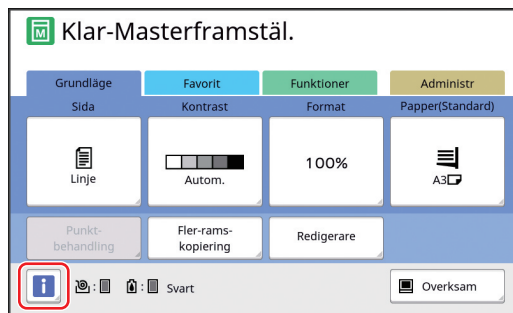 M Klar-Masterframstäl.
Grundläge Favorit Funktioner Administr
Sida Kontrast Format Papper(Standard)
Linje Autom. 100% A3
Punkt-
behandling
Fler-rams-
kopiering
Redigerare
i : : Svart Overksam